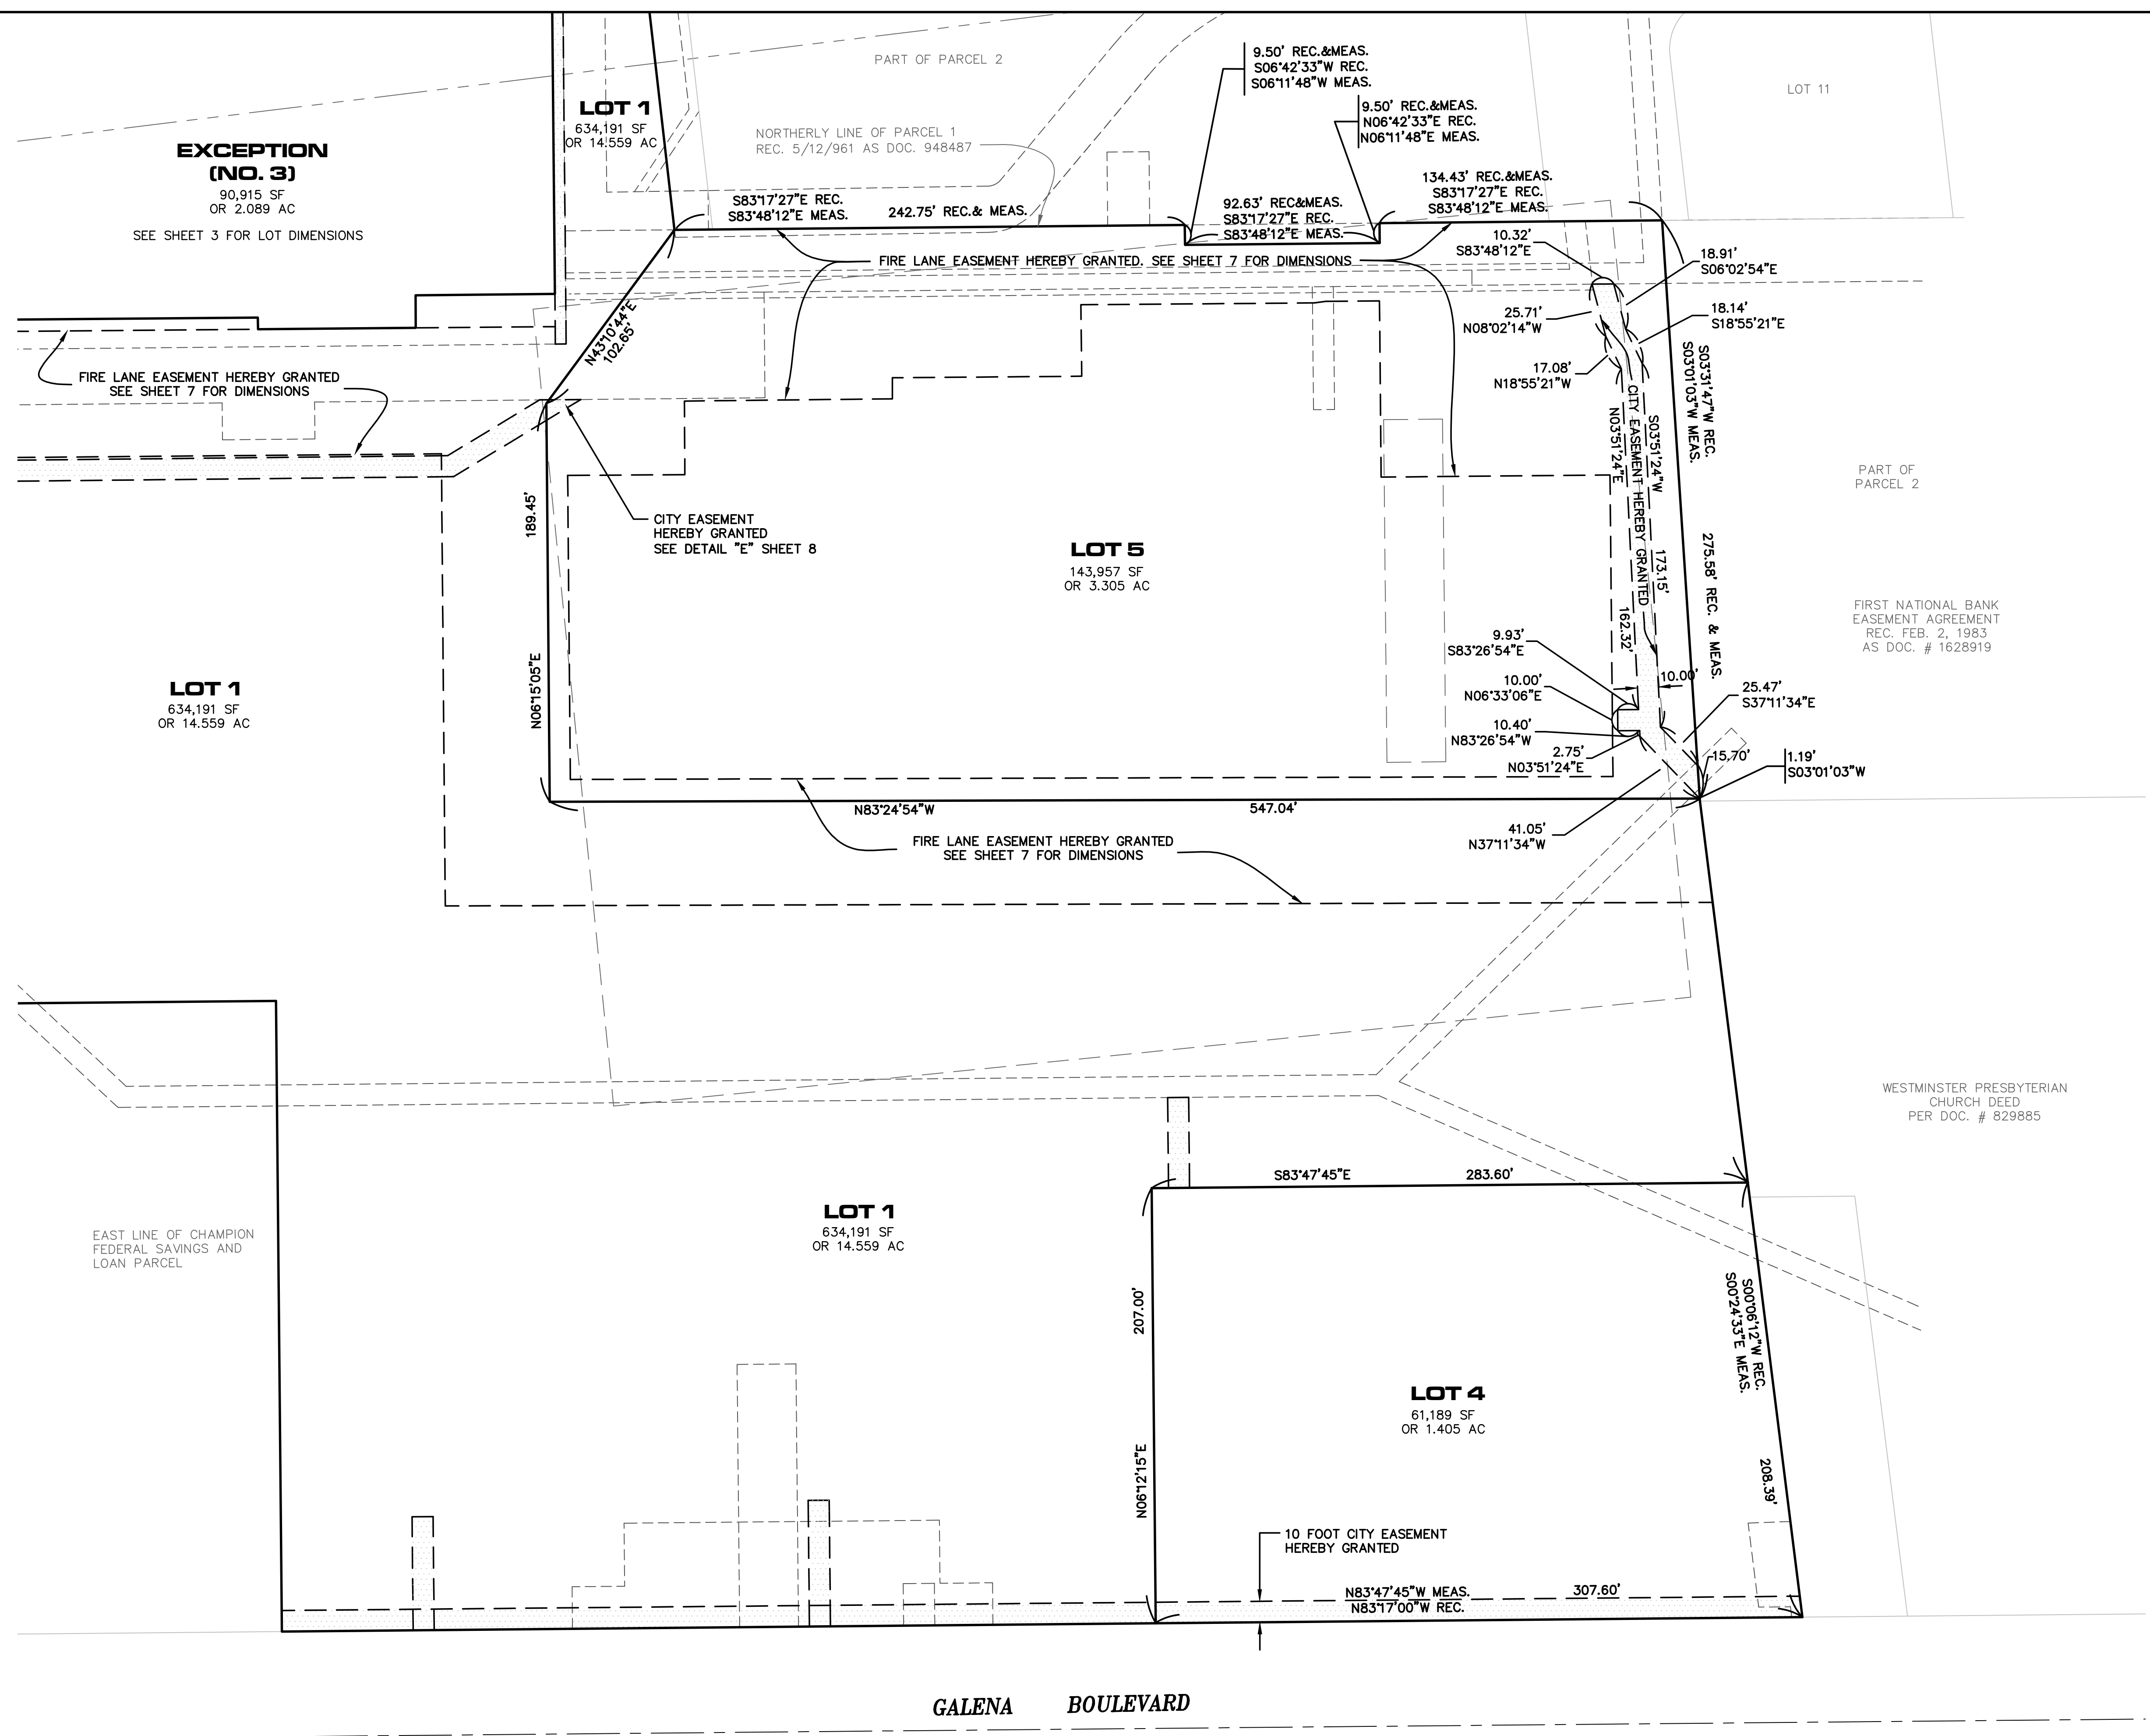 PART OF PARCEL 2
9.50' REC.&MEAS.
S06°42'33"W REC.
S06°11'48"W MEAS.
LOT 11
9.50' REC.&MEAS.
N06°42'33"E REC.
N06°11'48"E MEAS.
LOT 1
634,191 SF
OR 14.559 AC
NORTHERLY LINE OF PARCEL 1
REC. 5/12/961 AS DOC. 948487
EXCEPTION
(NO. 3)
90,915 SF
OR 2.089 AC
SEE SHEET 3 FOR LOT DIMENSIONS
S83°17'27"E REC.
S83°48'12"E MEAS.
242.75' REC.& MEAS.
92.63' REC&MEAS.
S83°17'27"E REC.
S83°48'12"E MEAS.
134.43' REC.&MEAS.
S83°17'27"E REC.
S83°48'12"E MEAS.
10.32'
S83°48'12"E
18.91'
S06°02'54"E
FIRE LANE EASEMENT HEREBY GRANTED. SEE SHEET 7 FOR DIMENSIONS
25.71'
N08°02'14"W
18.14'
S18°55'21"E
17.08'
N18°55'21"W
N43°10'44"E
102.65'
FIRE LANE EASEMENT HEREBY GRANTED
SEE SHEET 7 FOR DIMENSIONS
S03°31'47"W REC.
S03°01'03"W MEAS.
275.58' REC. & MEAS.
S03°51'24"W
173.15'
CITY EASEMENT HEREBY GRANTED
N03°51'24"E
162.32'
PART OF
PARCEL 2
189.45'
N06°15'05"E
CITY EASEMENT
HEREBY GRANTED
SEE DETAIL "E" SHEET 8
LOT 5
143,957 SF
OR 3.305 AC
FIRST NATIONAL BANK
EASEMENT AGREEMENT
REC. FEB. 2, 1983
AS DOC. # 1628919
9.93'
S83°26'54"E
10.00'
N06°33'06"E
10.00'
25.47'
S37°11'34"E
10.40'
N83°26'54"W
2.75'
N03°51'24"E
15.70'
1.19'
S03°01'03"W
LOT 1
634,191 SF
OR 14.559 AC
N83°24'54"W
547.04'
41.05'
N37°11'34"W
FIRE LANE EASEMENT HEREBY GRANTED
SEE SHEET 7 FOR DIMENSIONS
WESTMINSTER PRESBYTERIAN
CHURCH DEED
PER DOC. # 829885
S83°47'45"E
283.60'
EAST LINE OF CHAMPION
FEDERAL SAVINGS AND
LOAN PARCEL
LOT 1
634,191 SF
OR 14.559 AC
207.00'
N06°12'15"E
S00°06'12"W REC.
S00°24'33"E MEAS.
208.39'
LOT 4
61,189 SF
OR 1.405 AC
10 FOOT CITY EASEMENT
HEREBY GRANTED
N83°47'45"W MEAS.
N83°17'00"W REC.
307.60'
GALENA BOULEVARD